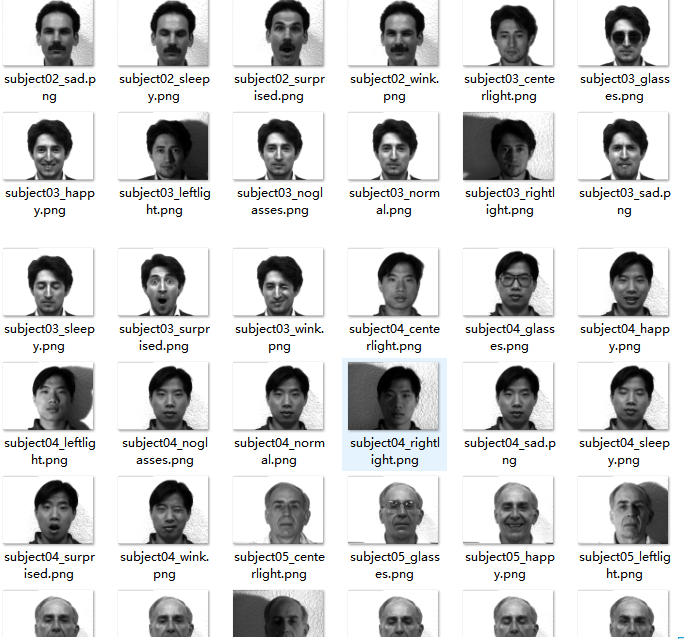 subject02_sad.p
ng
subject02_sleep
y.png
subject02_surpr
ised.png
subject02_wink.
png
subject03_cente
rlight.png
subject03_glass
es.png
subject03_happ
y.png
subject03_leftlig
ht.png
subject03_nogl
asses.png
subject03_norm
al.png
subject03_rightl
ight.png
subject03_sad.p
ng
subject03_sleep
y.png
subject03_surpr
ised.png
subject03_wink.
png
subject04_cente
rlight.png
subject04_glass
es.png
subject04_happ
y.png
subject04_leftlig
ht.png
subject04_nogl
asses.png
subject04_norm
al.png
subject04_rightl
ight.png
subject04_sad.p
ng
subject04_sleep
y.png
subject04_surpr
ised.png
subject04_wink.
png
subject05_cente
rlight.png
subject05_glass
es.png
subject05_happ
y.png
subject05_leftlig
ht.png